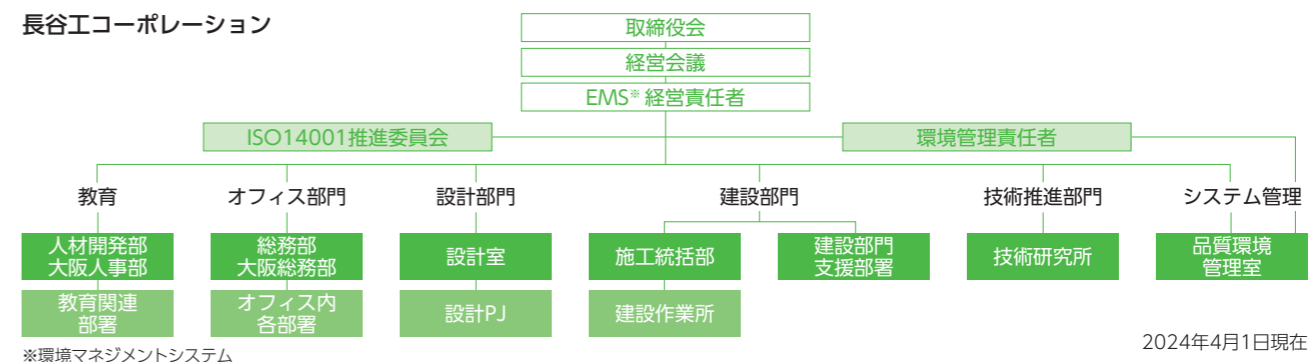 長谷工コーポレーション
取締役会
経営会議
EMS※ 経営責任者
ISO14001推進委員会
環境管理責任者
教育
オフィス部門
設計部門
建設部門
技術推進部門
システム管理
人材開発部
大阪人事部
総務部
大阪総務部
設計室
施工統括部
建設部門
支援部署
技術研究所
品質環境
管理室
教育関連
部署
オフィス内
各部署
設計PJ
建設作業所
※環境マネジメントシステム
2024年4月1日現在